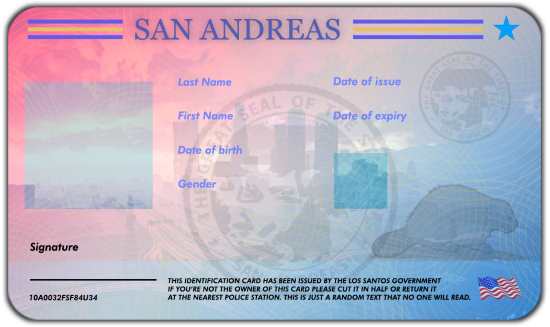 SAN ANDREAS
Last Name
Date of issue
First Name
Date of expiry
Date of birth
Gender
Signature
10A0032FSF84U34
THIS IDENTIFICATION CARD HAS BEEN ISSUED BY THE LOS SANTOS GOVERNMENT
IF YOU'RE NOT THE OWNER OF THIS CARD PLEASE CUT IT IN HALF OR RETURN IT
AT THE NEAREST POLICE STATION. THIS IS JUST A RANDOM TEXT THAT NO ONE WILL READ.
THE GREAT SEAL OF THE